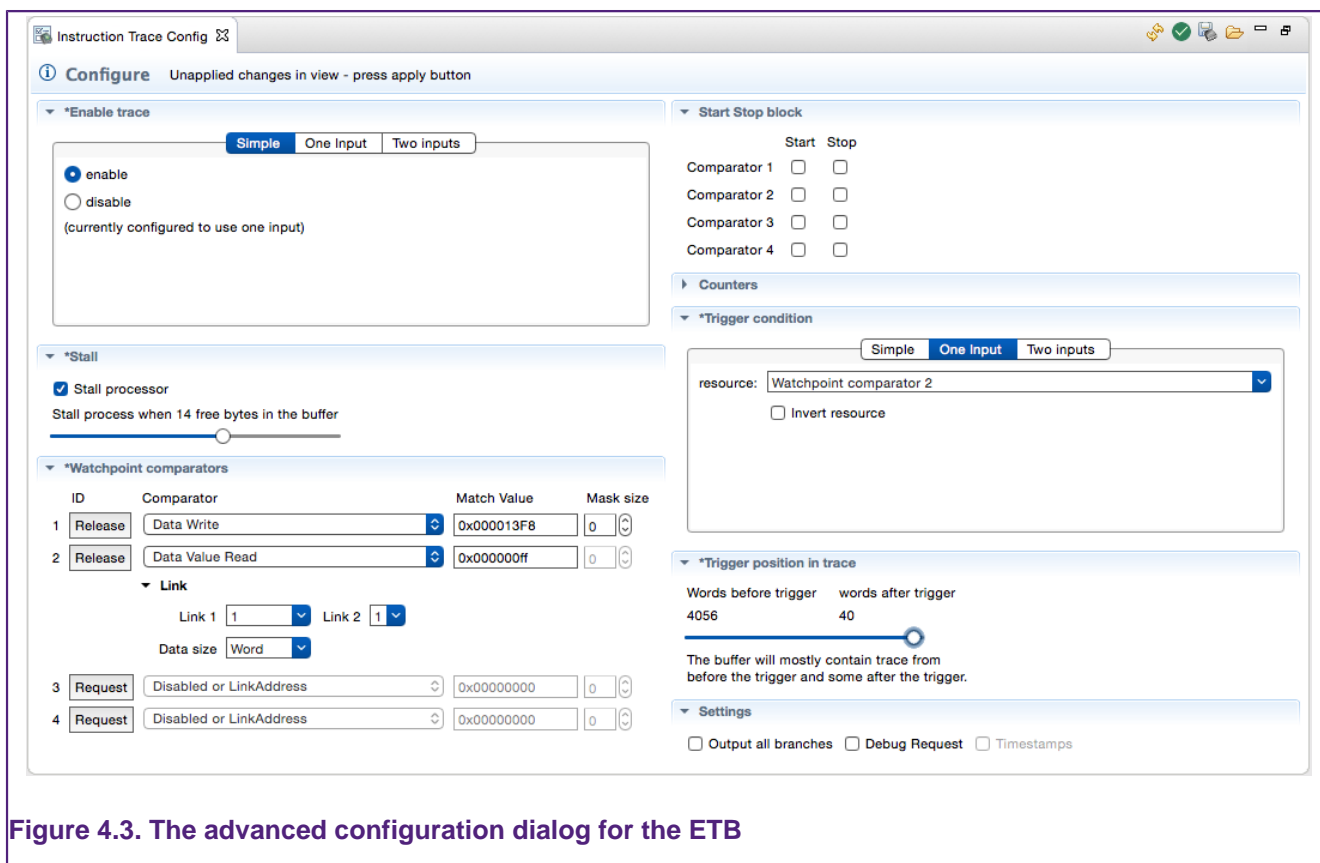 Instruction Trace Config
Configure Unapplied changes in view - press apply button
*Enable trace
Simple One Input Two inputs
enable
disable
(currently configured to use one input)
*Stall
Stall processor
Stall process when 14 free bytes in the buffer
*Watchpoint comparators
ID Comparator Match Value Mask size
1 Release Data Write 0x000013F8 0
2 Release Data Value Read 0x000000ff 0
Link
Link 1 1 Link 2 1
Data size Word
3 Request Disabled or LinkAddress 0x00000000 0
4 Request Disabled or LinkAddress 0x00000000 0
Start Stop block
Start Stop
Comparator 1
Comparator 2
Comparator 3
Comparator 4
Counters
*Trigger condition
Simple One Input Two inputs
resource: Watchpoint comparator 2
Invert resource
*Trigger position in trace
Words before trigger words after trigger
4056 40
The buffer will mostly contain trace from
before the trigger and some after the trigger.
Settings
Output all branches Debug Request Timestamps
Figure 4.3. The advanced configuration dialog for the ETB